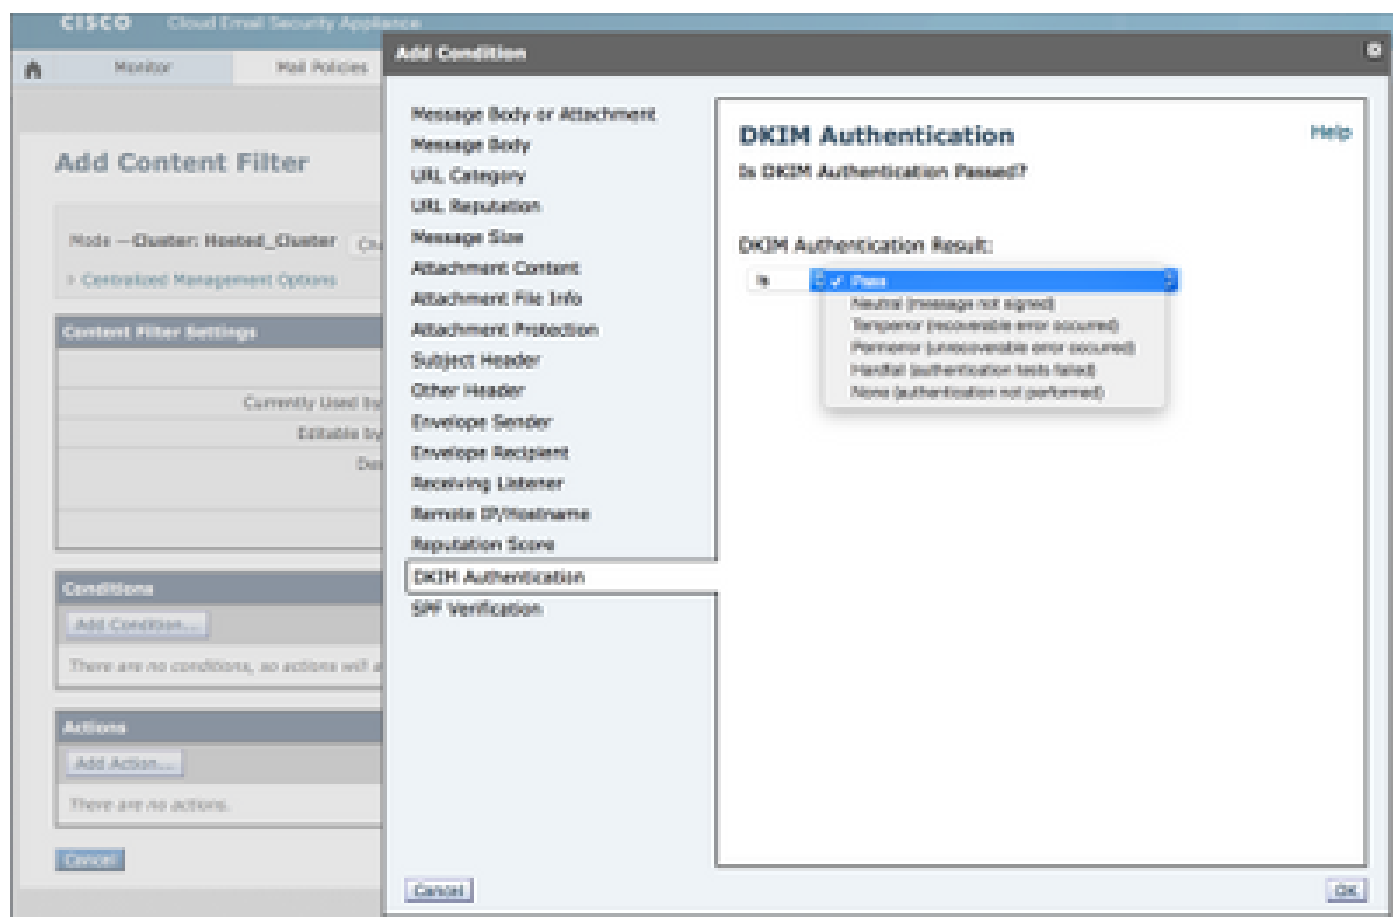 CISCO Cloud Email Security Appliance
Monitor
Mail Policies
Add Content Filter
Mode —Cluster: Hosted_Cluster
Centralized Management Options
Content Filter Settings
Currently Used by
Editable by
Des
Conditions
Add Condition...
There are no conditions, so actions will a
Actions
Add Action...
There are no actions.
Cancel
Add Condition
Message Body or Attachment
Message Body
URL Category
URL Reputation
Message Size
Attachment Content
Attachment File Info
Attachment Protection
Subject Header
Other Header
Envelope Sender
Envelope Recipient
Receiving Listener
Remote IP/Hostname
Reputation Score
DKIM Authentication
SPF Verification
DKIM Authentication
Help
Is DKIM Authentication Passed?
DKIM Authentication Result:
Is
✓ Pass
Neutral (message not signed)
Temperror (recoverable error occurred)
Permerror (unrecoverable error occurred)
Hardfail (authentication tests failed)
None (authentication not performed)
Cancel
OK